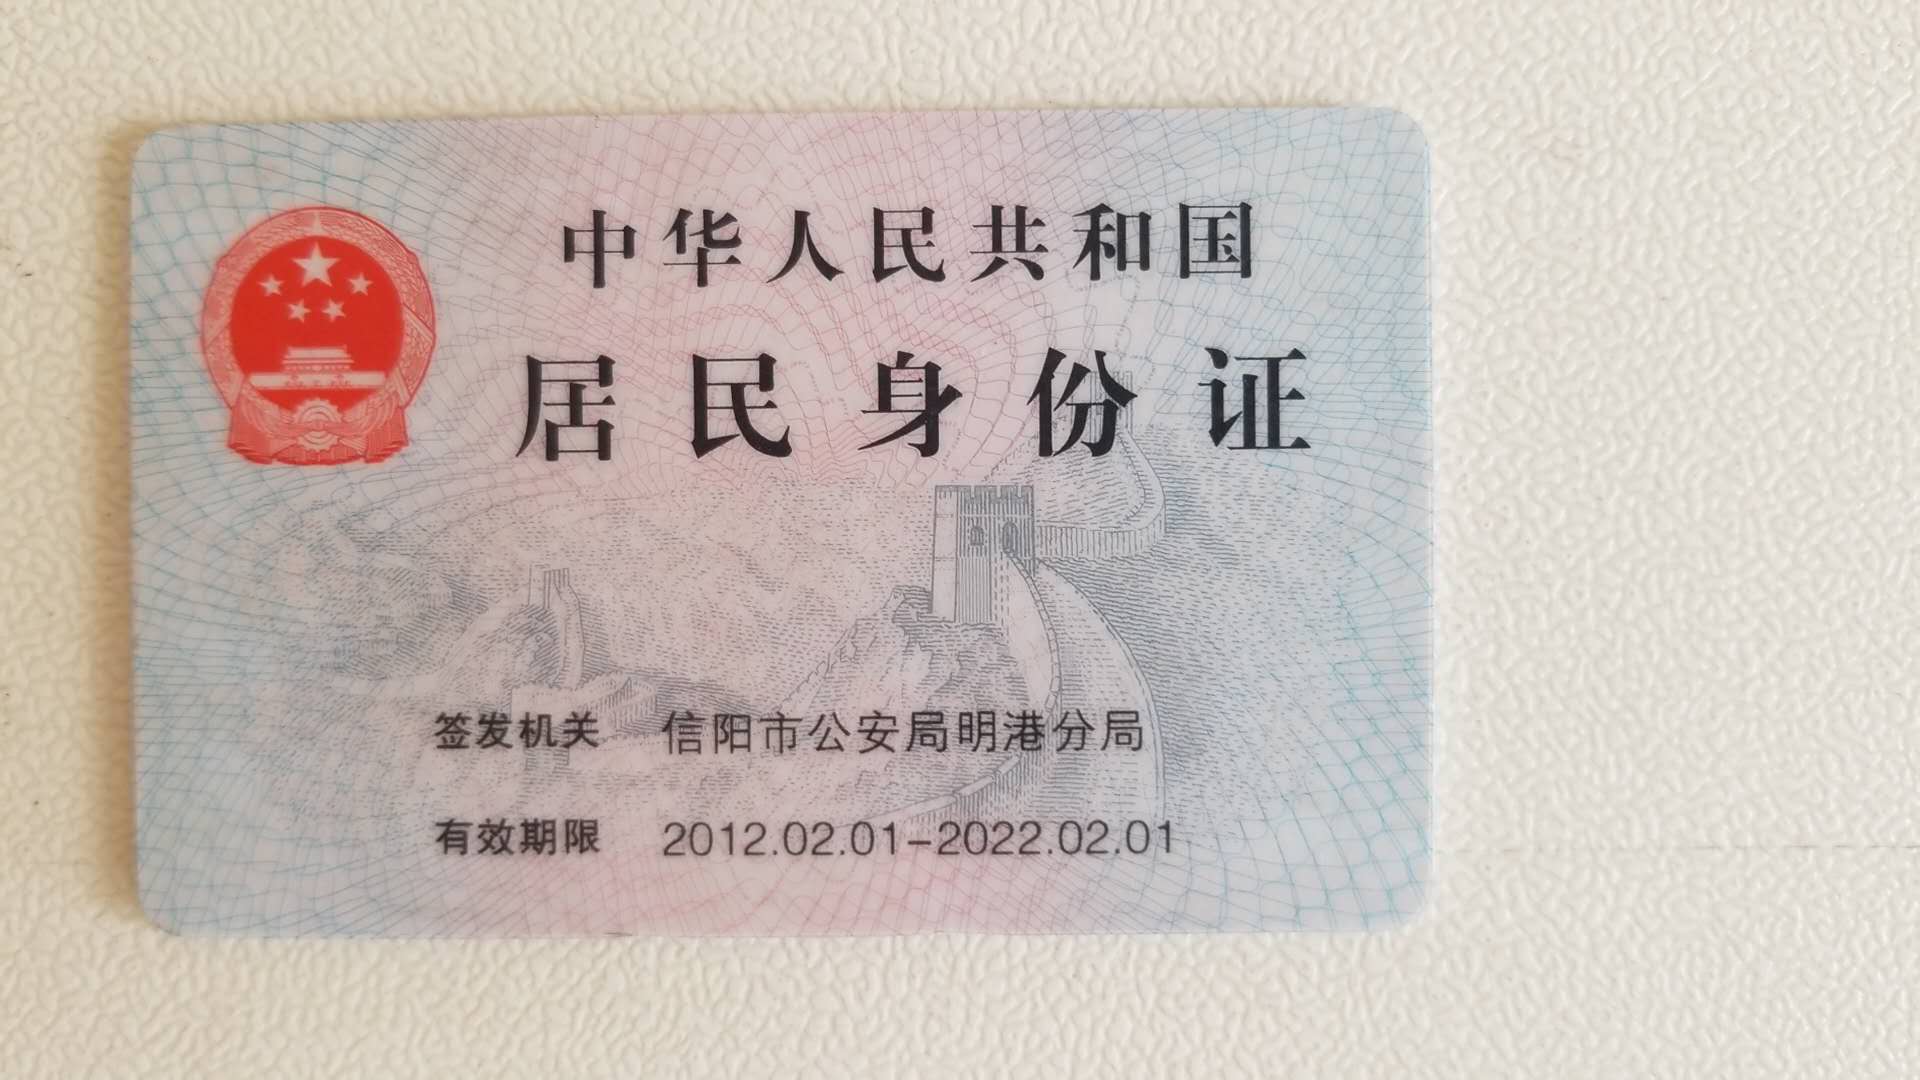 中华人民共和国
居民身份证
签发机关 信阳市公安局明港分局
有效期限 2012.02.01-2022.02.01